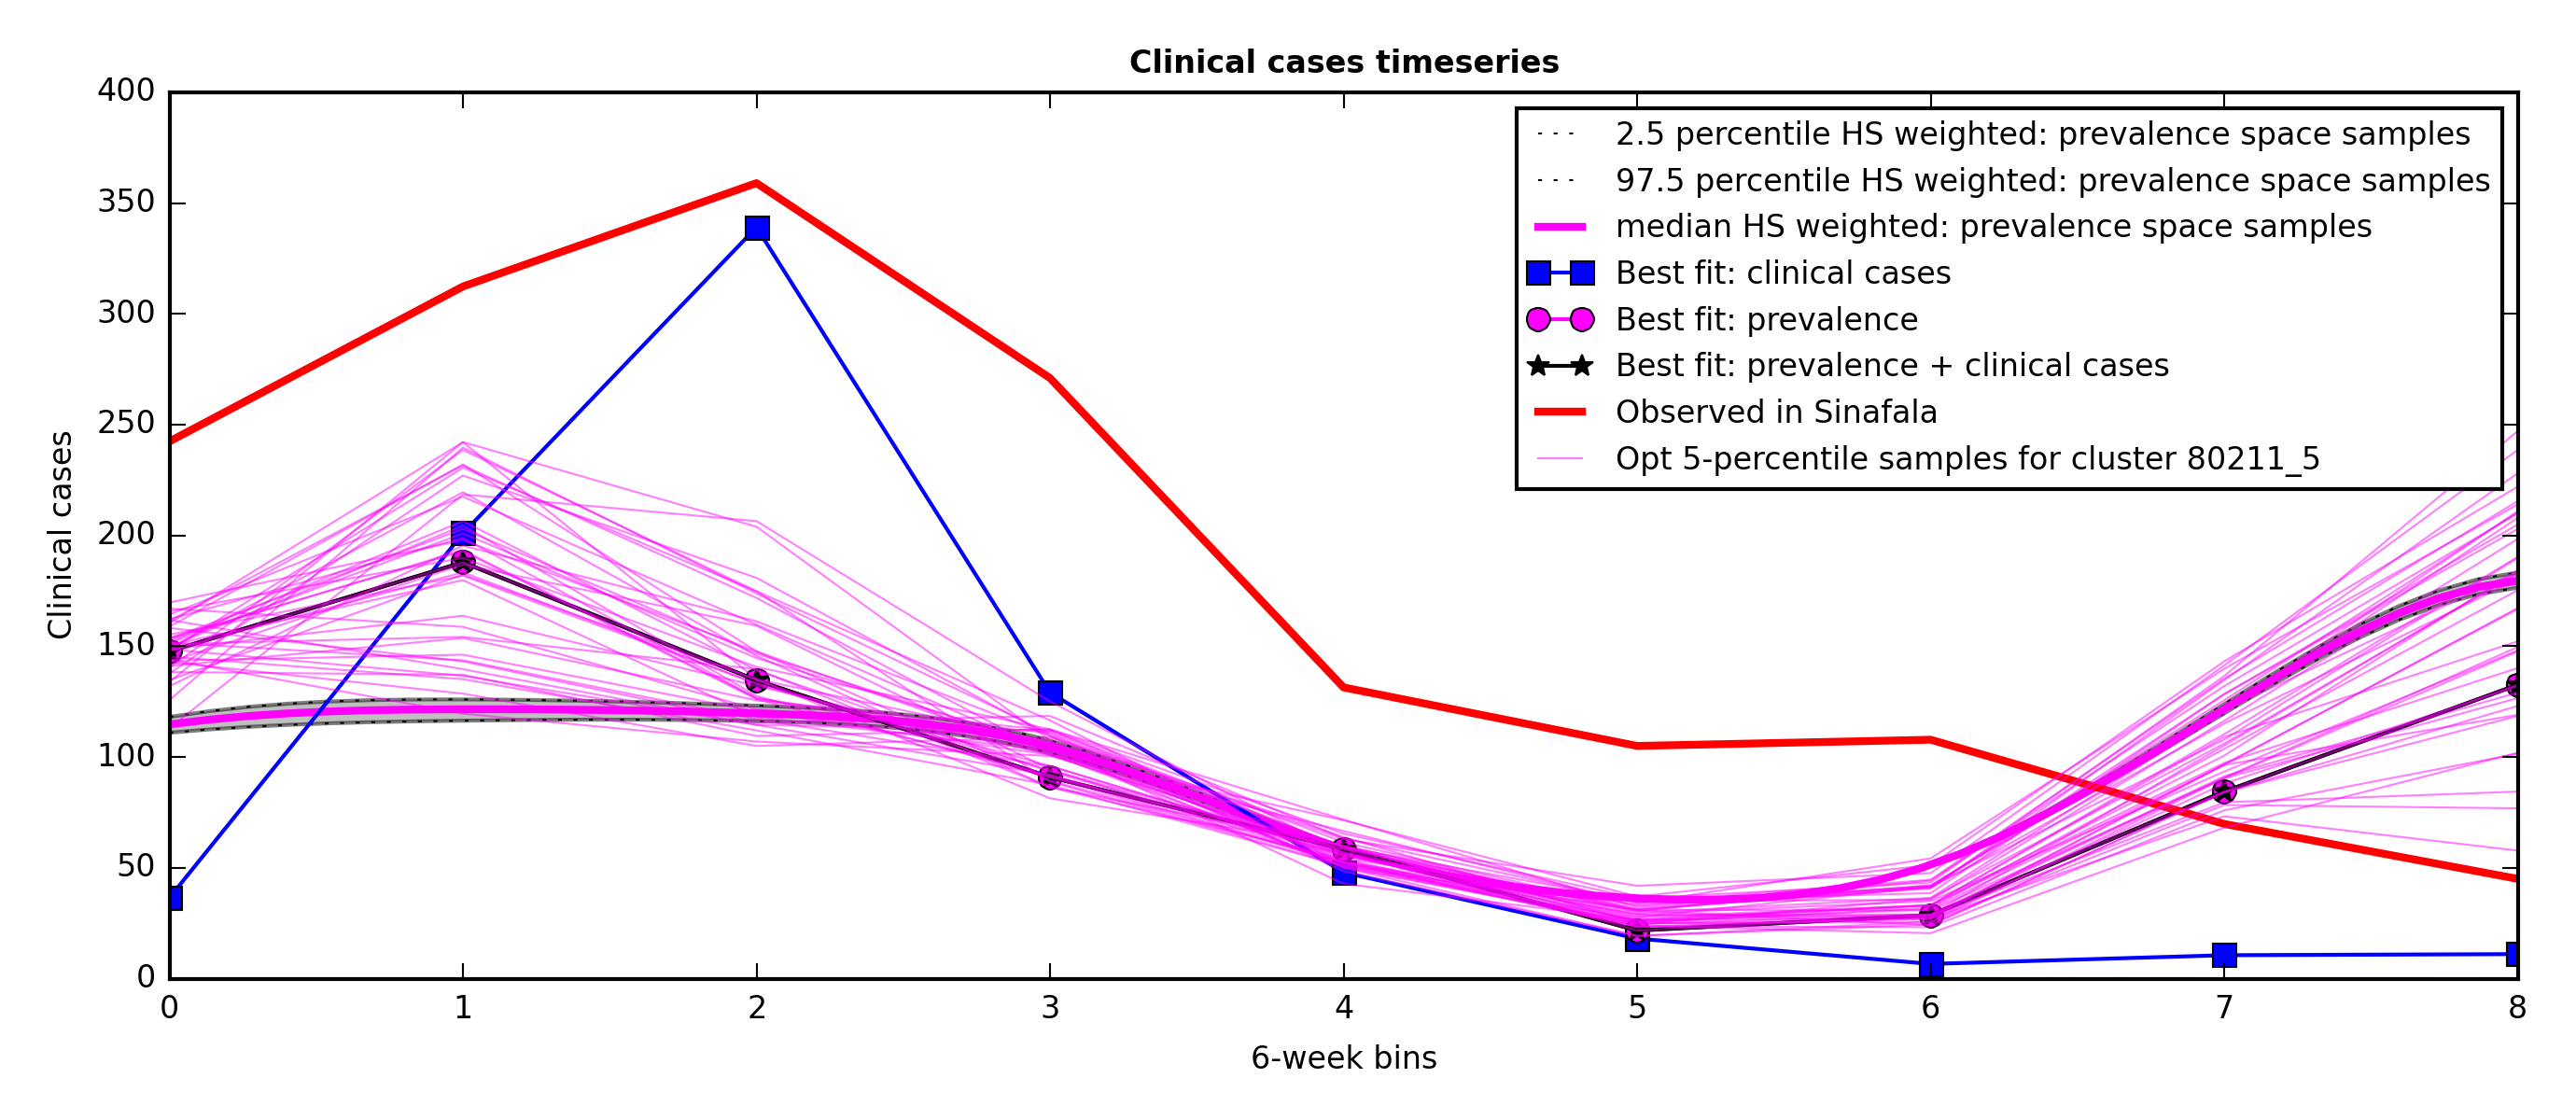 Clinical cases timeseries
400
350
300
250
200
150
100
50
0
Clinical cases
2.5 percentile HS weighted: prevalence space samples
97.5 percentile HS weighted: prevalence space samples
median HS weighted: prevalence space samples
Best fit: clinical cases
Best fit: prevalence
Best fit: prevalence + clinical cases
Observed in Sinafala
Opt 5-percentile samples for cluster 80211_5
0 1 2 3 4 5 6 7 8
6-week bins